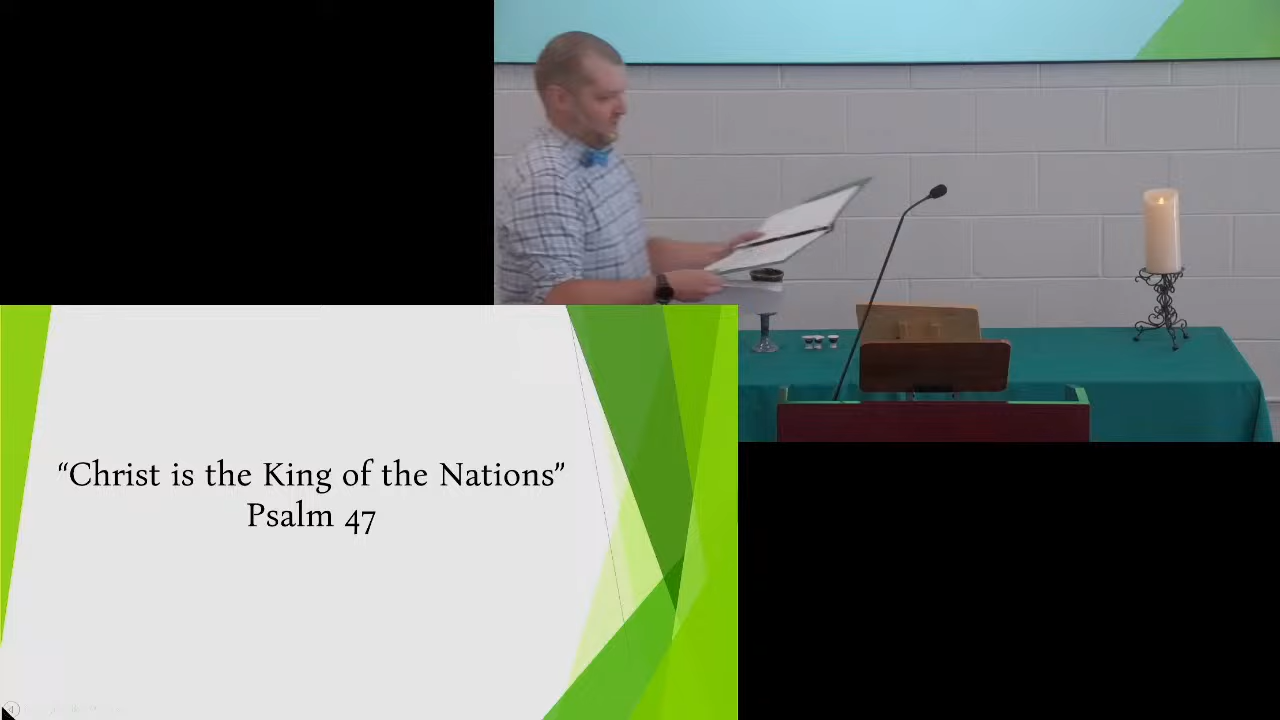 “Christ is the King of the Nations”
Psalm 47